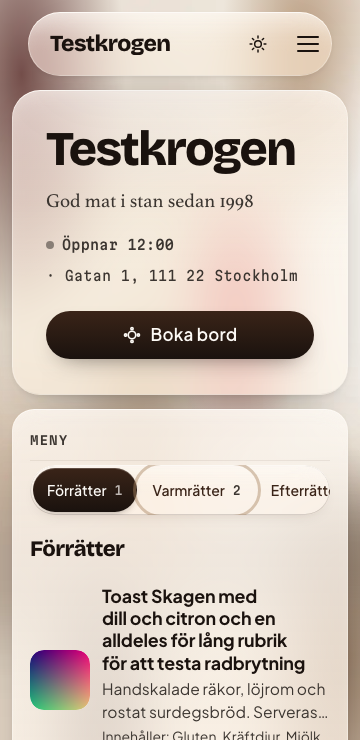 Testkrogen
Testkrogen
God mat i stan sedan 1998
Öppnar 12:00
· Gatan 1, 111 22 Stockholm
Boka bord
MENY
Förrätter 1 Varmrätter 2 Efterrätte
Förrätter
Toast Skagen med
dill och citron och en
alldeles för lång rubrik
för att testa radbrytning
Handskalade räkor, löjrom och
rostat surdegsbröd. Serveras…
Innehåller: Gluten, Kräftdjur, Mjölk,